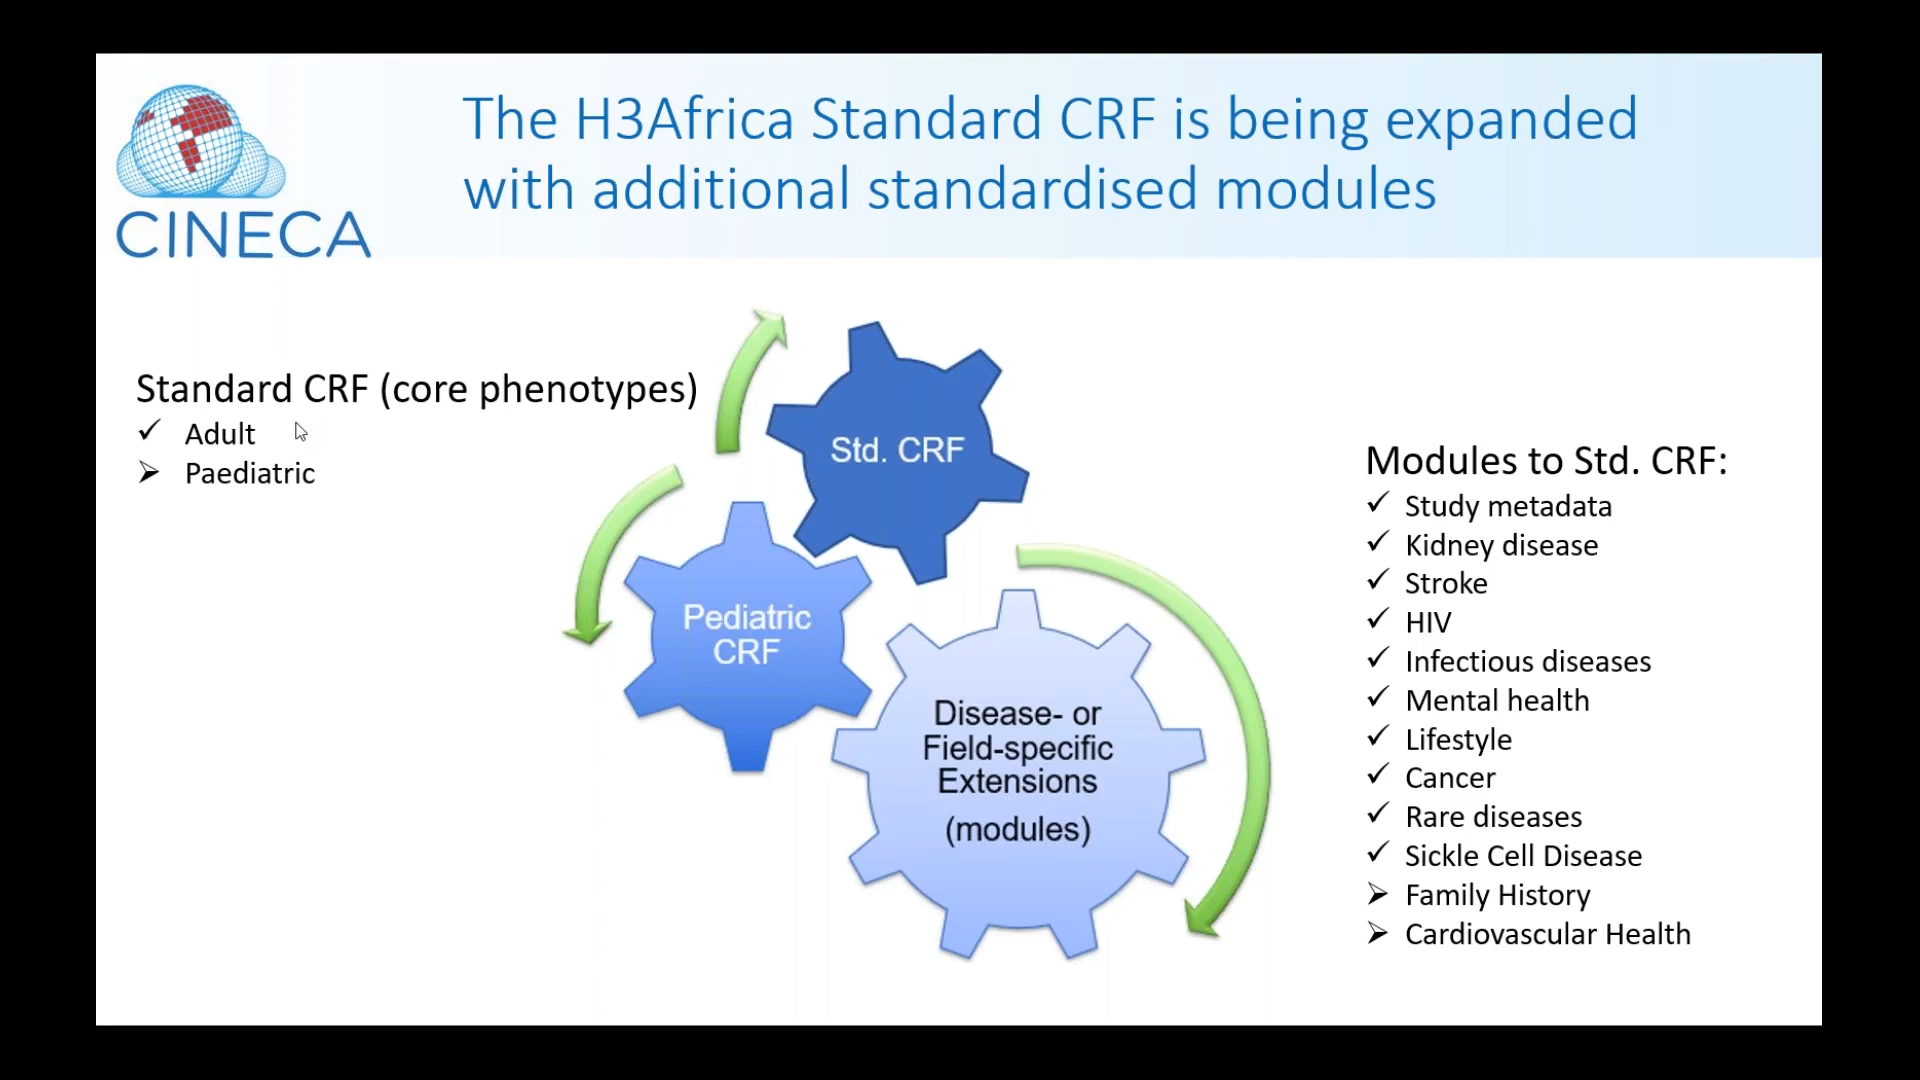 The H3Africa Standard CRF is being expanded
with additional standardised modules
CINECA
Standard CRF (core phenotypes)
✓ Adult
➢ Paediatric
Std. CRF
Pediatric
CRF
Disease- or
Field-specific
Extensions
(modules)
Modules to Std. CRF:
✓ Study metadata
✓ Kidney disease
✓ Stroke
✓ HIV
✓ Infectious diseases
✓ Mental health
✓ Lifestyle
✓ Cancer
✓ Rare diseases
✓ Sickle Cell Disease
➢ Family History
➢ Cardiovascular Health